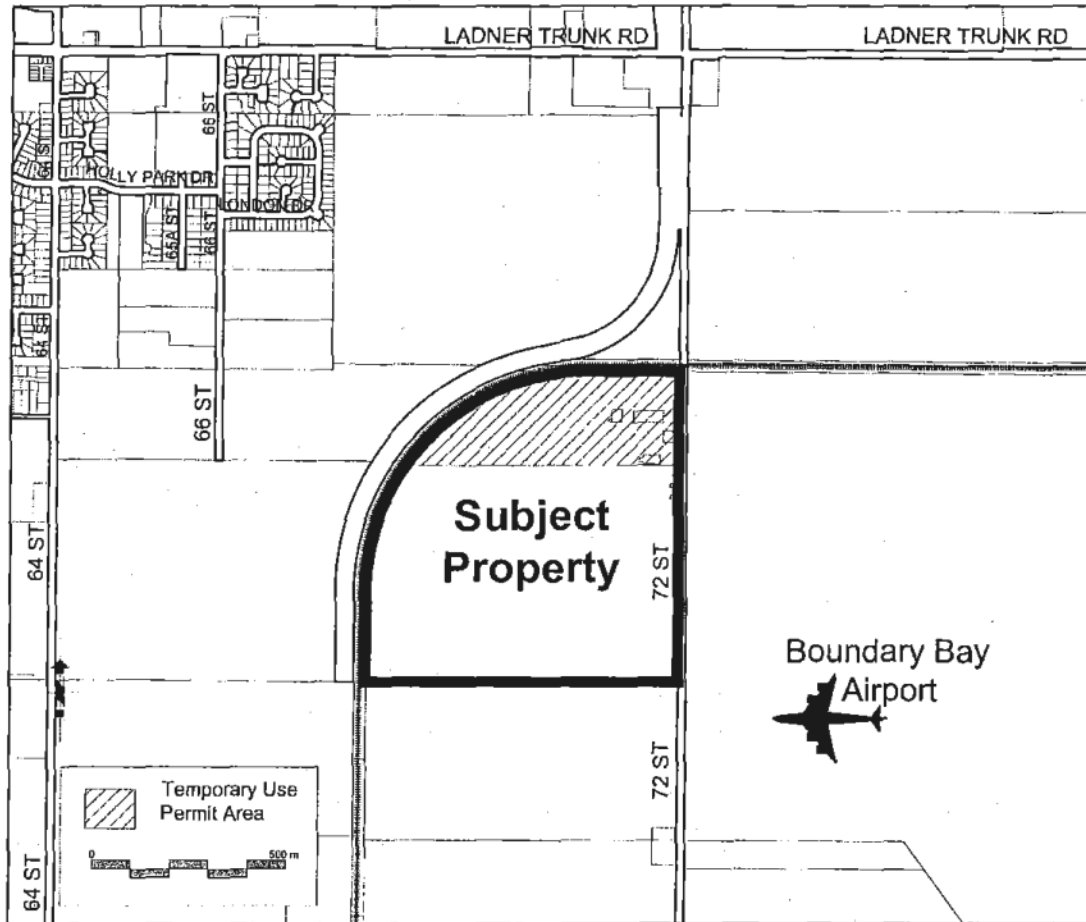 LADNER TRUNK RD
LADNER TRUNK RD
66 ST
64 ST
HOLLY PARK DR
LONDON DR
65A ST
66 ST
64 ST
66 ST
Subject
Property
64 ST
72 ST
Boundary Bay
Airport
72 ST
Temporary Use
Permit Area
0
500 m
64 ST